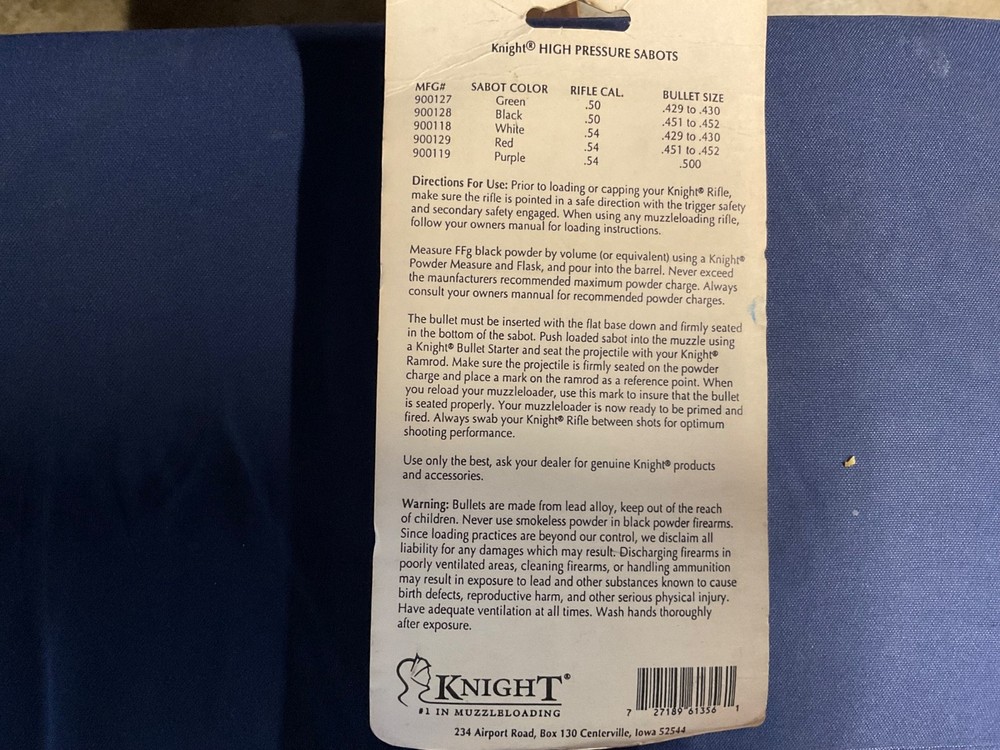 Knight® HIGH PRESSURE SABOTS
MFG# SABOT COLOR RIFLE CAL. BULLET SIZE
900127 Green .50 .429 to .430
900128 Black .50 .451 to .452
900118 White .54 .429 to .430
900129 Red .54 .451 to .452
900119 Purple .54 .500
Directions For Use: Prior to loading or capping your Knight® Rifle,
make sure the rifle is pointed in a safe direction with the trigger safety
and secondary safety engaged. When using any muzzleloading rifle,
follow your owners manual for loading instructions.
Measure FFg black powder by volume (or equivalent) using a Knight®
Powder Measure and Flask, and pour into the barrel. Never exceed
the maunfacturers recommended maximum powder charge. Always
consult your owners mannual for recommended powder charges.
The bullet must be inserted with the flat base down and firmly seated
in the bottom of the sabot. Push loaded sabot into the muzzle using
a Knight® Bullet Starter and seat the projectile with your Knight®
Ramrod. Make sure the projectile is firmly seated on the powder
charge and place a mark on the ramrod as a reference point. When
you reload your muzzleloader, use this mark to insure that the bullet
is seated properly. Your muzzleloader is now ready to be primed and
fired. Always swab your Knight® Rifle between shots for optimum
shooting performance.
Use only the best, ask your dealer for genuine Knight® products
and accessories.
Warning: Bullets are made from lead alloy, keep out of the reach
of children. Never use smokeless powder in black powder firearms.
Since loading practices are beyond our control, we disclaim all
liability for any damages which may result. Discharging firearms in
poorly ventilated areas, cleaning firearms, or handling ammunition
may result in exposure to lead and other substances known to cause
birth defects, reproductive harm, and other serious physical injury.
Have adequate ventilation at all times. Wash hands thoroughly
after exposure.
KNIGHT®
#1 IN MUZZLELOADING
7 27189 61356 1
234 Airport Road, Box 130 Centerville, Iowa 52544